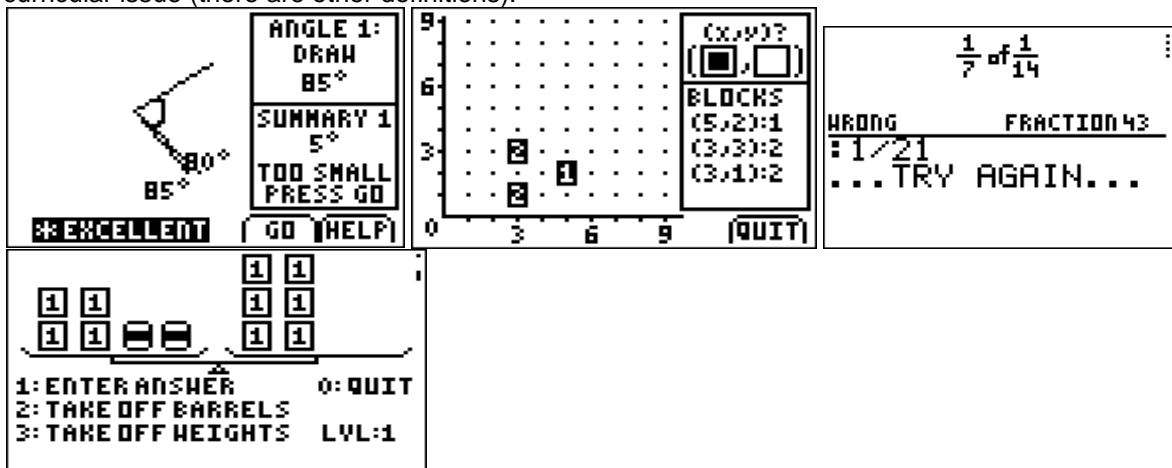 curricular issue (there are other definitions).
ANGLE 1:
DRAW
85°
SUMMARY 1
5°
TOO SMALL
PRESS GO
80°
85°
EXCELLENT
GO
HELP
9
6
3
0
3
6
9
2
1
2
(x,y)?
( , )
BLOCKS
(5,2):1
(3,3):2
(3,1):2
QUIT
1/7 of 1/14
WRONG FRACTION 43
:1/21
...TRY AGAIN...
1 1
1 1 1 1
1 1 1 1
1:ENTER ANSWER 0:QUIT
2:TAKE OFF BARRELS
3:TAKE OFF WEIGHTS LVL:1